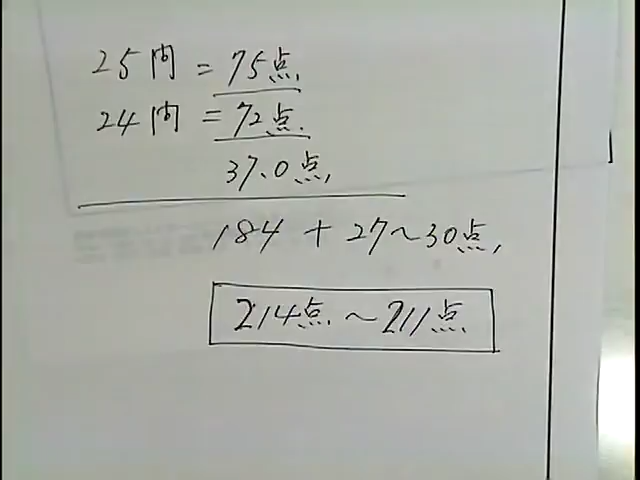 25問 = 75点,
24問 = 72点.
37.0点,
184 + 27~30点,
214点 ~ 211点